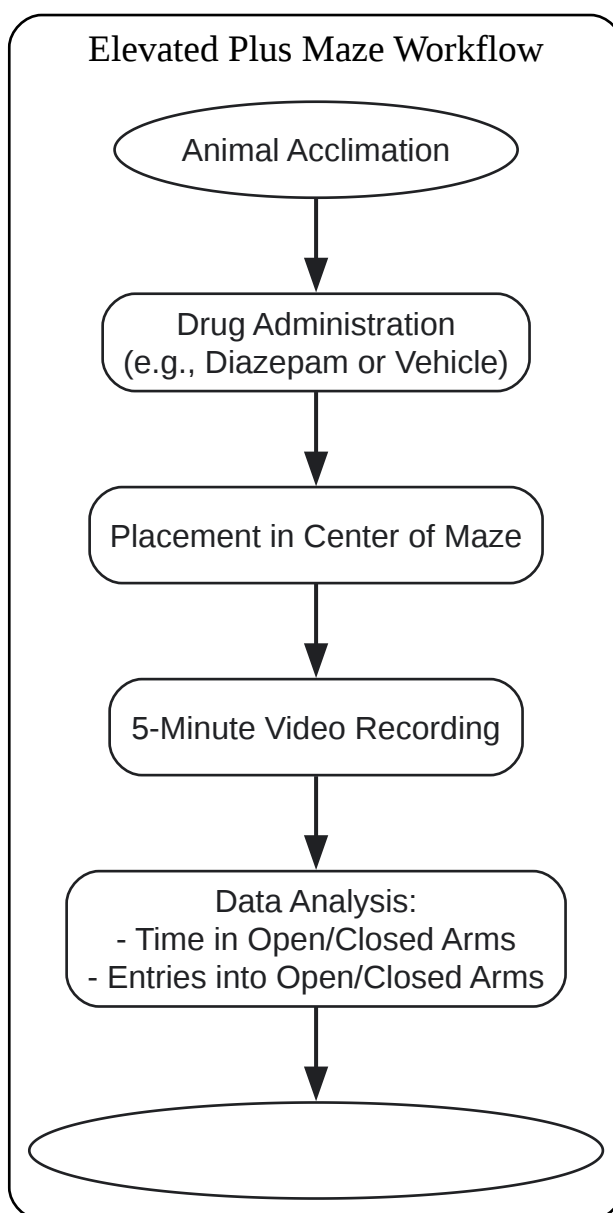 Elevated Plus Maze Workflow
Animal Acclimation
Drug Administration
(e.g., Diazepam or Vehicle)
Placement in Center of Maze
5-Minute Video Recording
Data Analysis:
- Time in Open/Closed Arms
- Entries into Open/Closed Arms